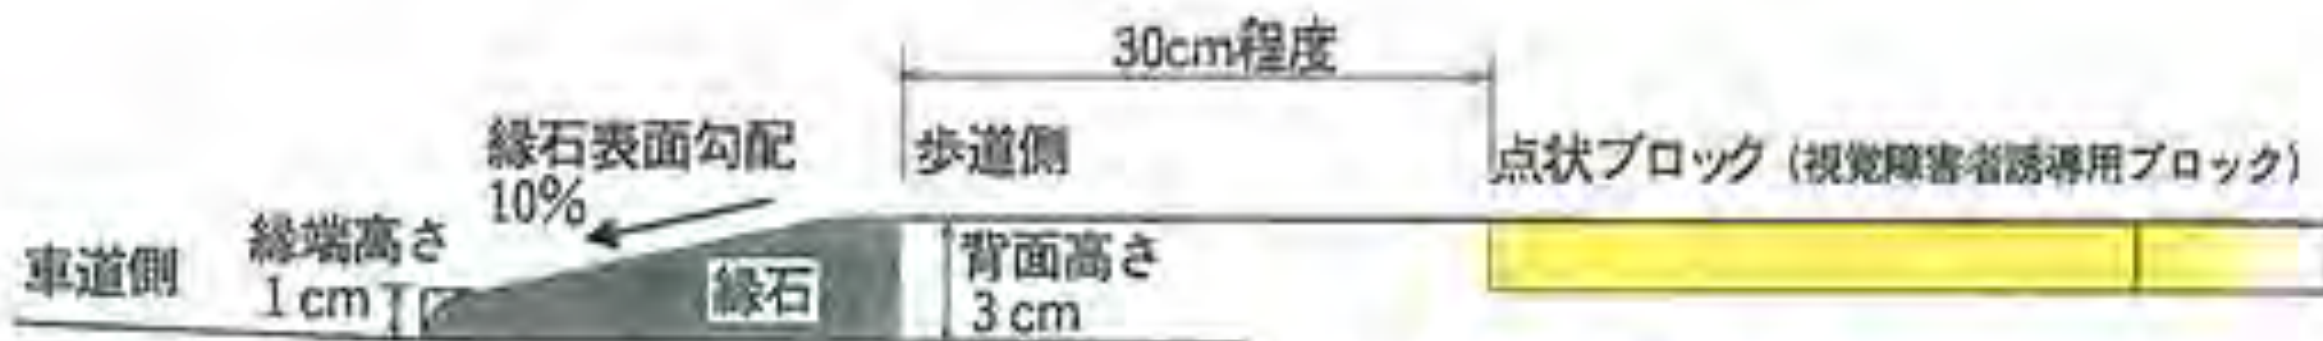 30cm程度
縁石表面勾配
10%
歩道側
点状ブロック（視覚障害者誘導用ブロック）
車道側
縁端高さ
1cm
縁石
背面高さ
3cm